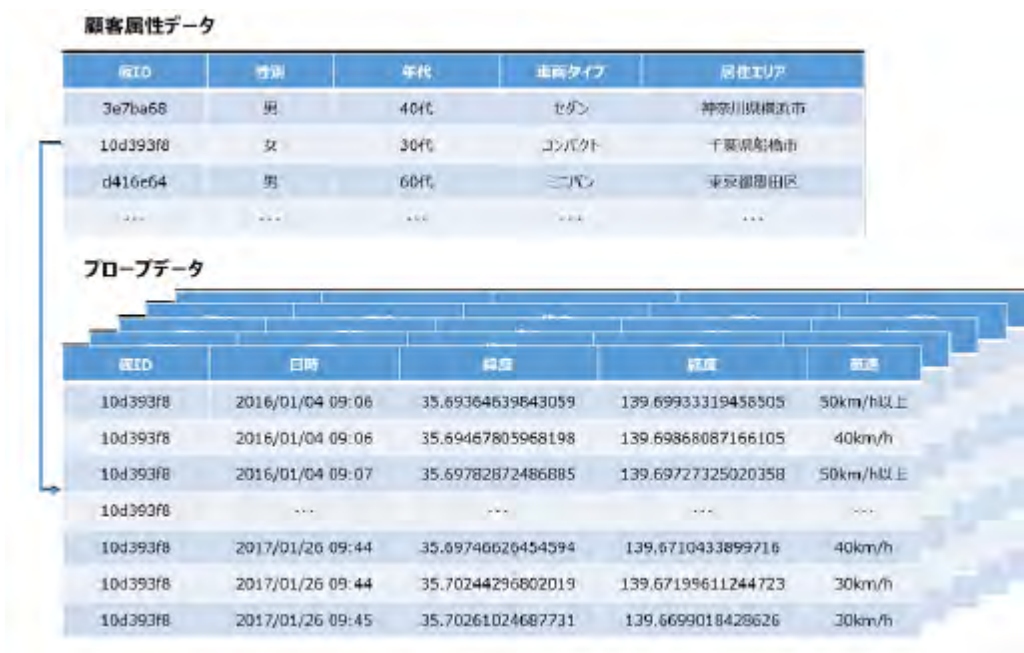 顧客属性データ
仮ID 性別 年代 車両タイプ 居住エリア
3e7ba68 男 40代 セダン 神奈川県横浜市
10d393f8 女 30代 コンパクト 千葉県船橋市
d416e64 男 60代 ミニバン 東京都墨田区
... ... ... ... ...
プローブデータ
仮ID 日時 緯度 経度 車速
10d393f8 2016/01/04 09:06 35.69364639843059 139.69933319458505 50km/h以上
10d393f8 2016/01/04 09:06 35.69467805968198 139.69868087166105 40km/h
10d393f8 2016/01/04 09:07 35.69782872486885 139.69727325020358 50km/h以上
10d393f8 ... ... ... ...
10d393f8 2017/01/26 09:44 35.69746626454594 139.6710433899716 40km/h
10d393f8 2017/01/26 09:44 35.70244296802019 139.67199611244723 30km/h
10d393f8 2017/01/26 09:45 35.70261024687731 139.6699018428626 30km/h